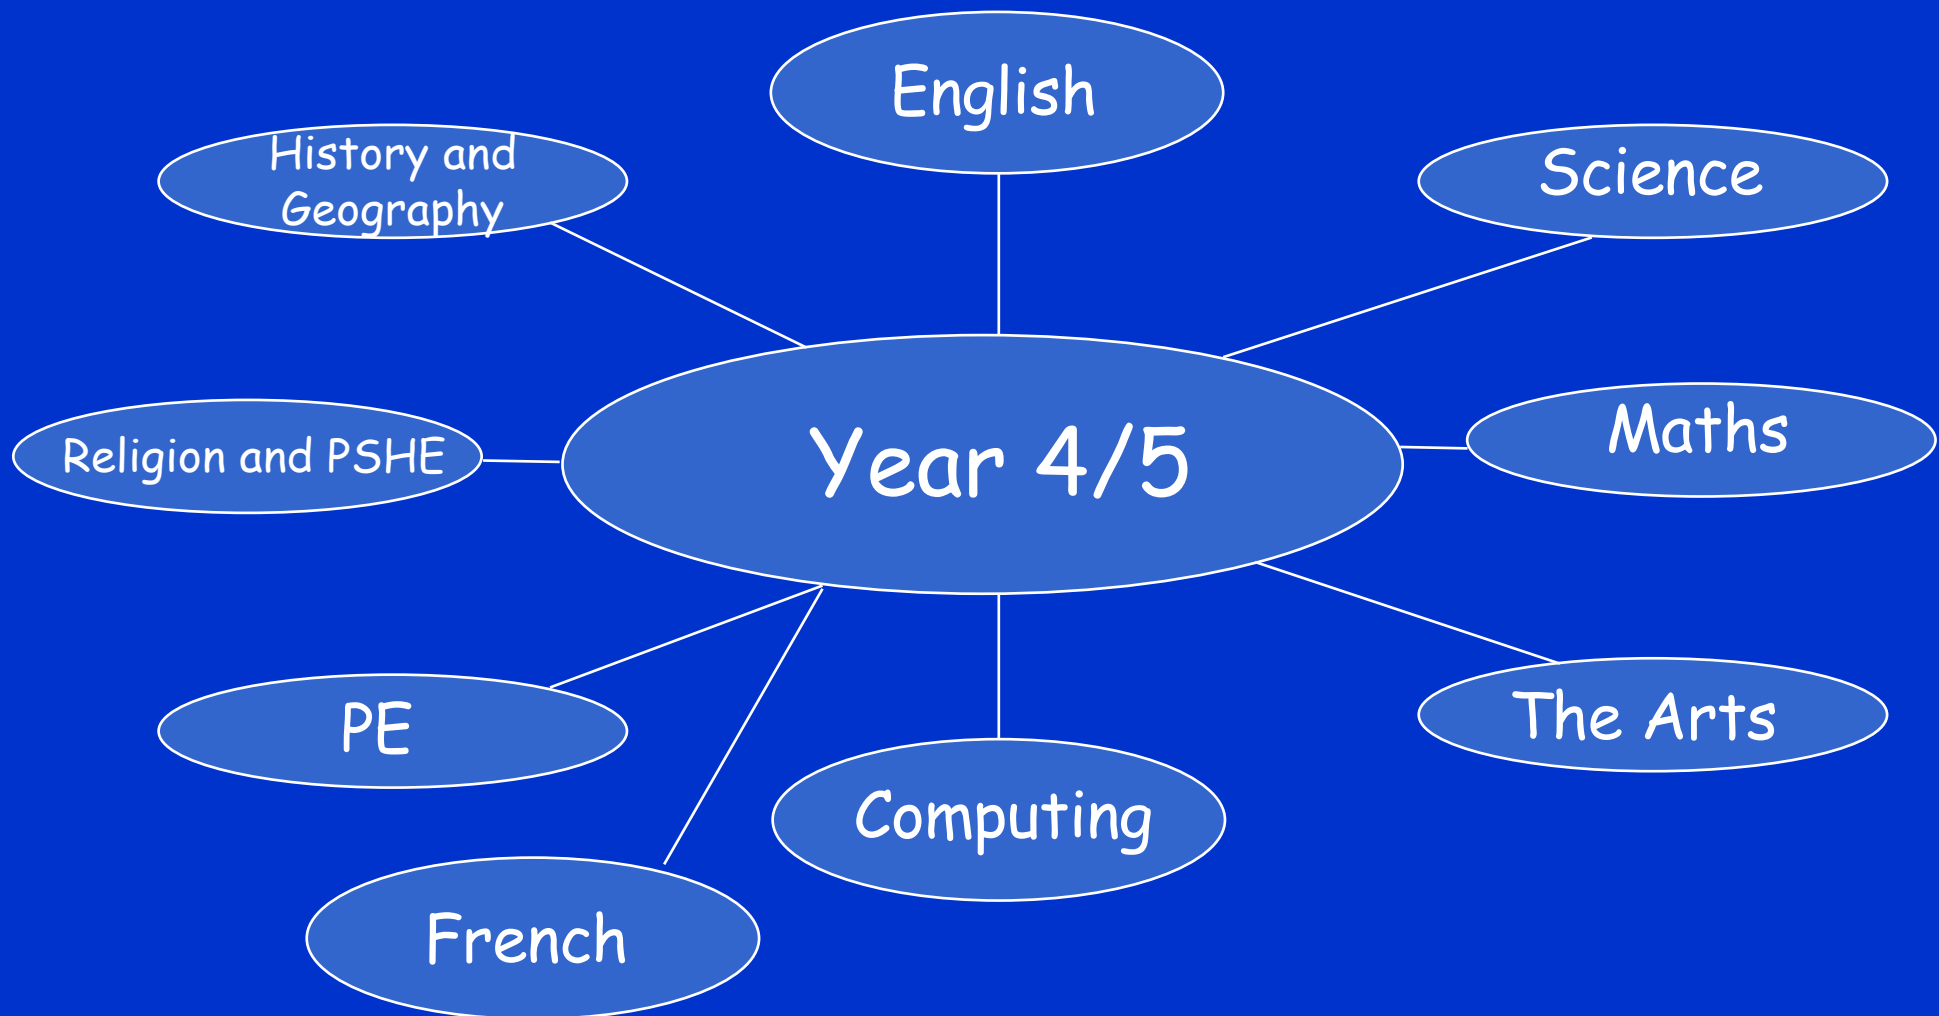 English
History and
Geography
Science
Religion and PSHE
Year 4/5
Maths
PE
The Arts
Computing
French